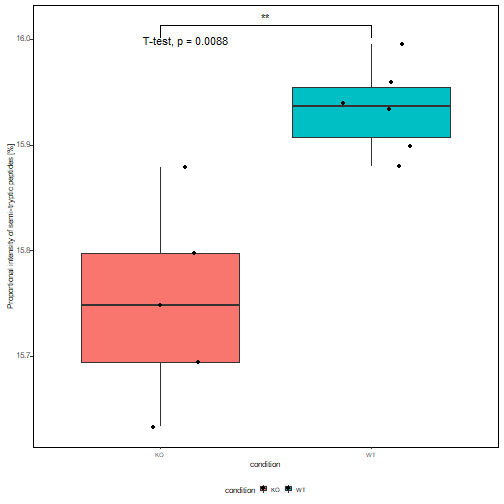 **
T-test, p = 0.0088
16.0
15.9
15.8
15.7
Proportional intensity of semi-tryptic peptides [%]
KO WT
condition
condition KO WT